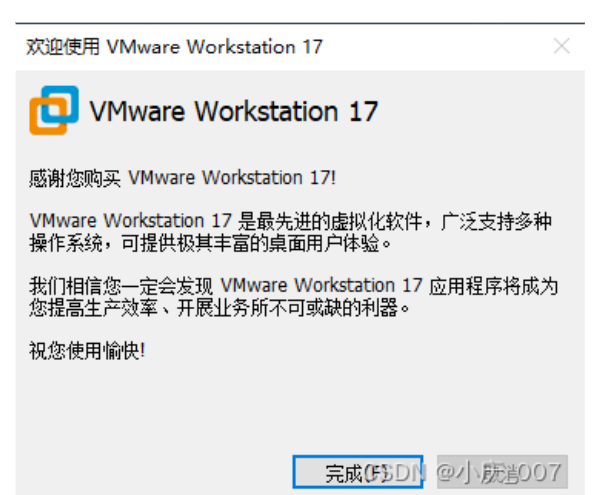 欢迎使用 VMware Workstation 17
VMware Workstation 17
感谢您购买 VMware Workstation 17!
VMware Workstation 17 是最先进的虚拟化软件，广泛支持多种
操作系统，可提供极其丰富的桌面用户体验。
我们相信您一定会发现 VMware Workstation 17 应用程序将成为
您提高生产效率、开展业务所不可或缺的利器。
祝您使用愉快!
完成(F)
取消
CSDN @小 007